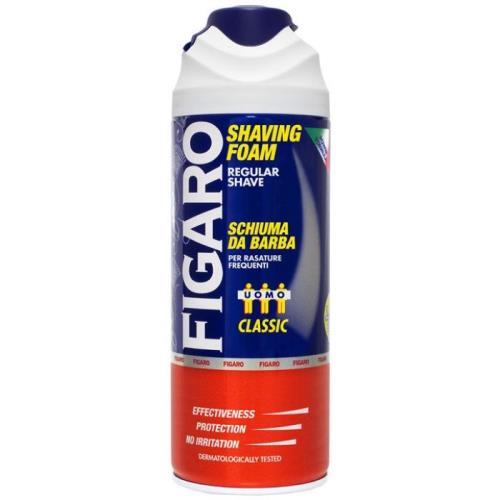 FIGARO
SHAVING
FOAM
REGULAR
SHAVE
SCHIUMA
DA BARBA
PER RASATURE
FREQUENTI
UOMO
CLASSIC
FIGARO FIGARO FIGARO FIGARO
EFFECTIVENESS
PROTECTION
NO IRRITATION
DERMATOLOGICALLY TESTED